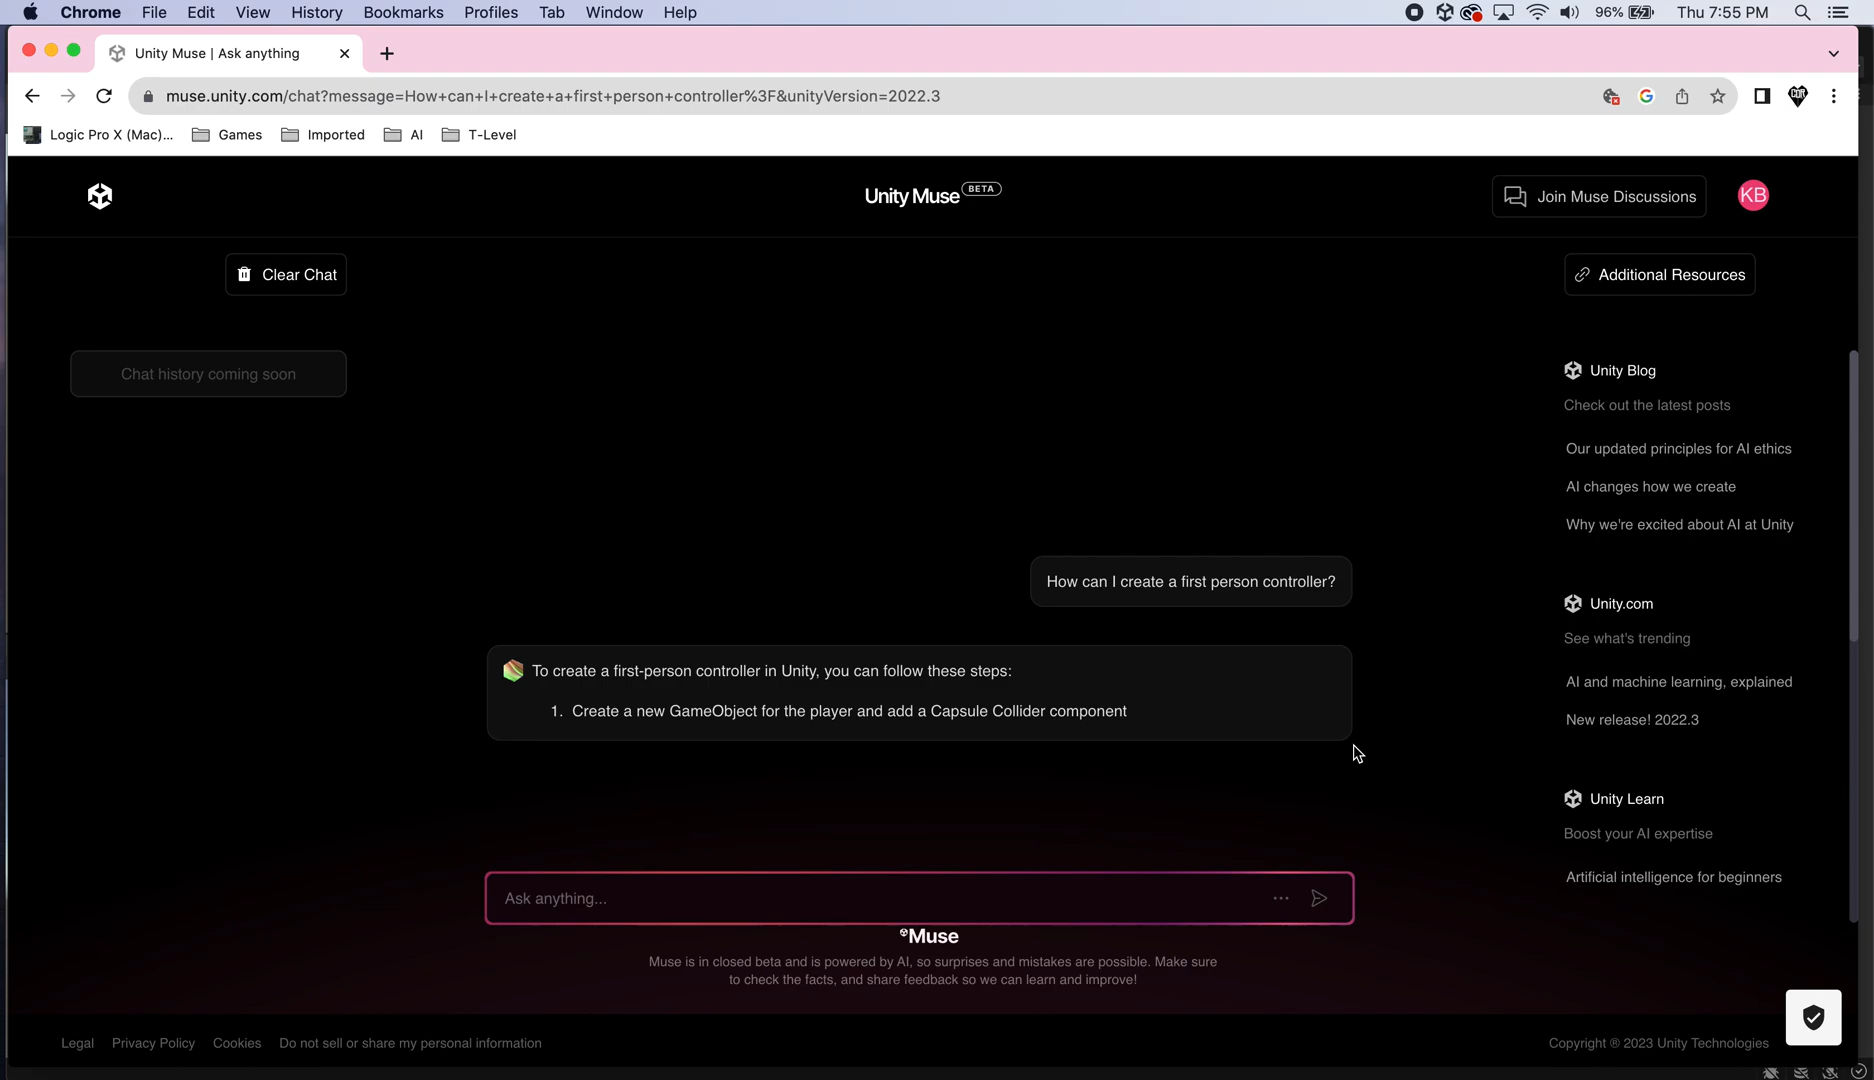 Chrome File Edit View History Bookmarks Profiles Tab Window Help 96% Thu 7:55 PM
Unity Muse | Ask anything
muse.unity.com/chat?message=How+can+I+create+a+first+person+controller%3F&unityVersion=2022.3
Logic Pro X (Mac)... Games Imported AI T-Level
Unity Muse BETA
Join Muse Discussions
KB
Clear Chat
Additional Resources
Chat history coming soon
Unity Blog
Check out the latest posts
Our updated principles for AI ethics
AI changes how we create
Why we're excited about AI at Unity
How can I create a first person controller?
Unity.com
See what's trending
To create a first-person controller in Unity, you can follow these steps:
1. Create a new GameObject for the player and add a Capsule Collider component
AI and machine learning, explained
New release! 2022.3
Unity Learn
Boost your AI expertise
Artificial intelligence for beginners
Ask anything...
Muse
Muse is in closed beta and is powered by AI, so surprises and mistakes are possible. Make sure
to check the facts, and share feedback so we can learn and improve!
Legal Privacy Policy Cookies Do not sell or share my personal information
Copyright ® 2023 Unity Technologies